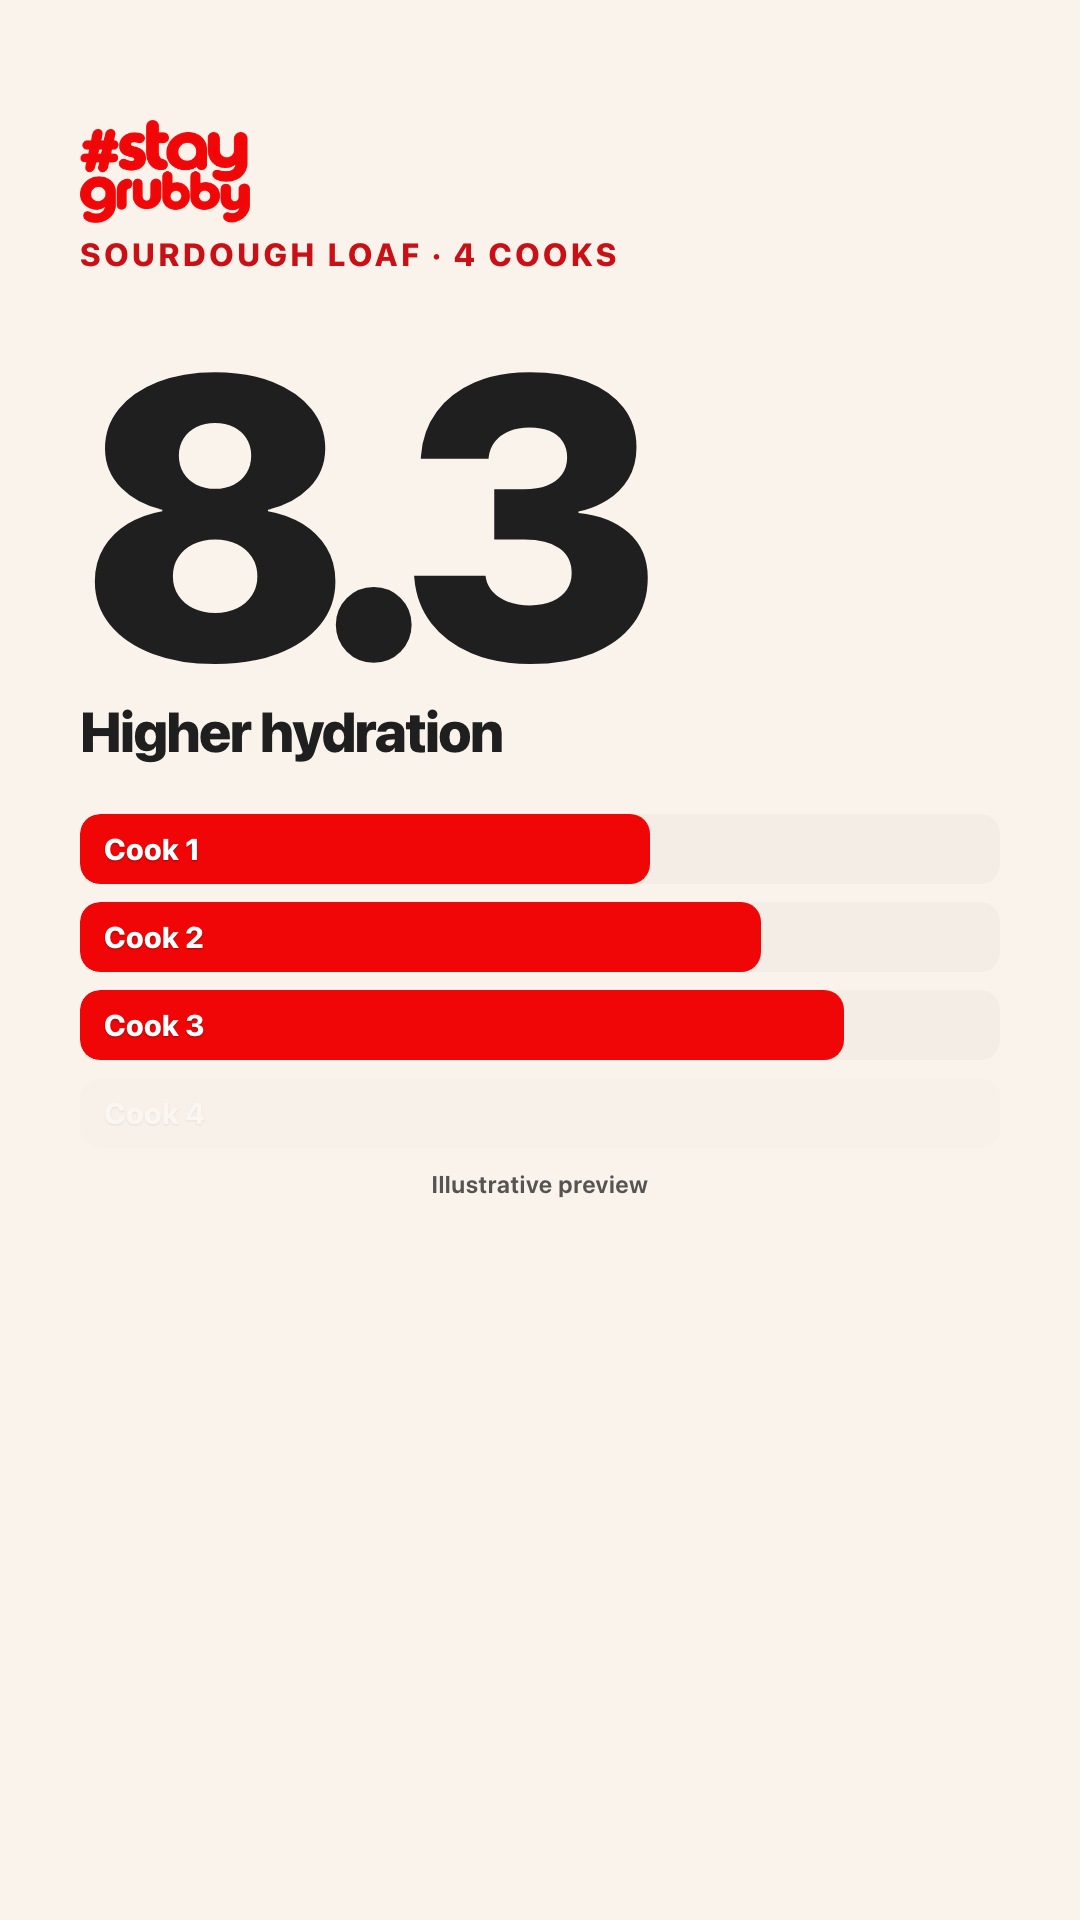 #stay
grubby
SOURDOUGH LOAF · 4 COOKS
8.3
Higher hydration
Cook 1
Cook 2
Cook 3
Cook 4
Illustrative preview